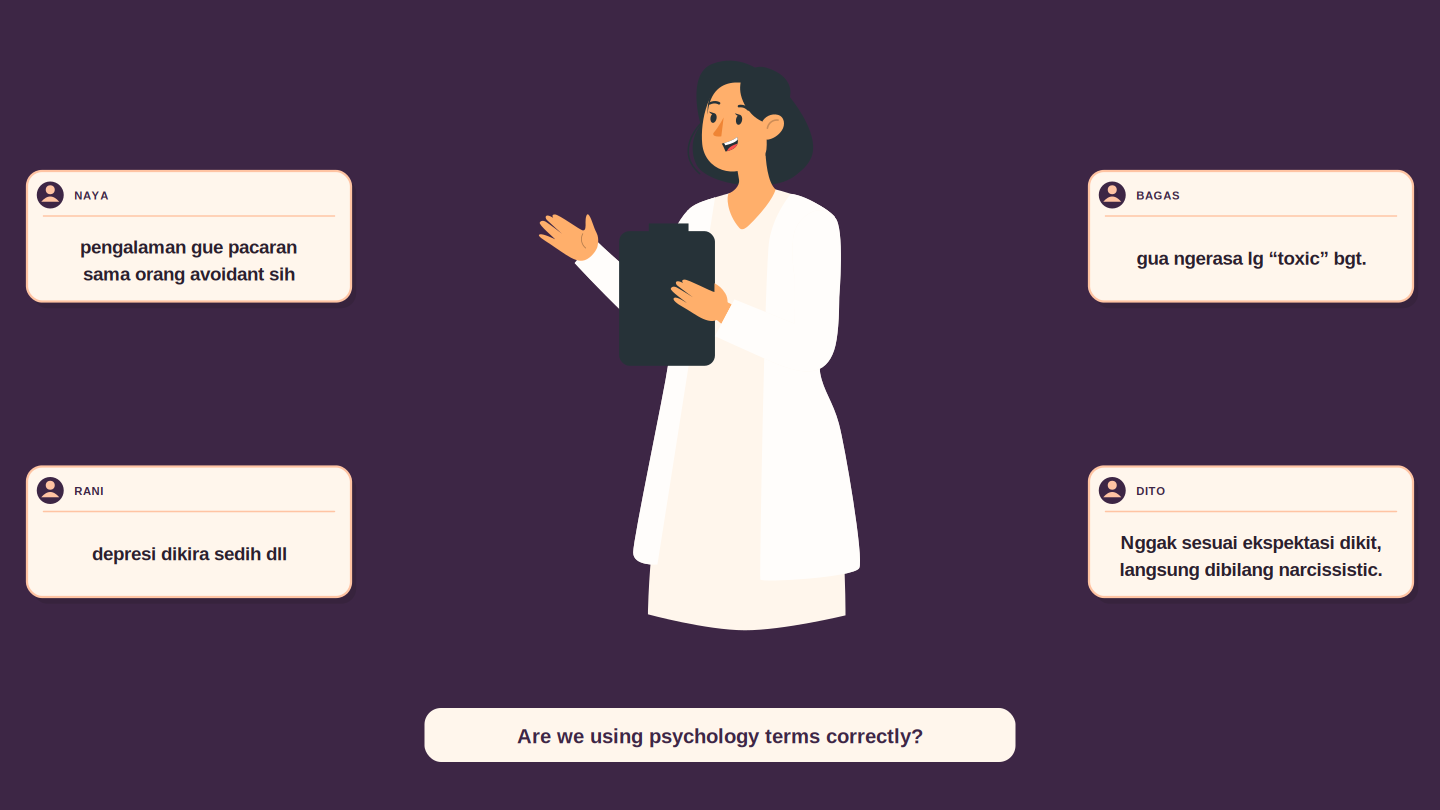 NAYA
pengalaman gue pacaran
sama orang avoidant sih
BAGAS
gua ngerasa lg “toxic” bgt.
RANI
depresi dikira sedih dll
DITO
Nggak sesuai ekspektasi dikit,
langsung dibilang narcissistic.
Are we using psychology terms correctly?